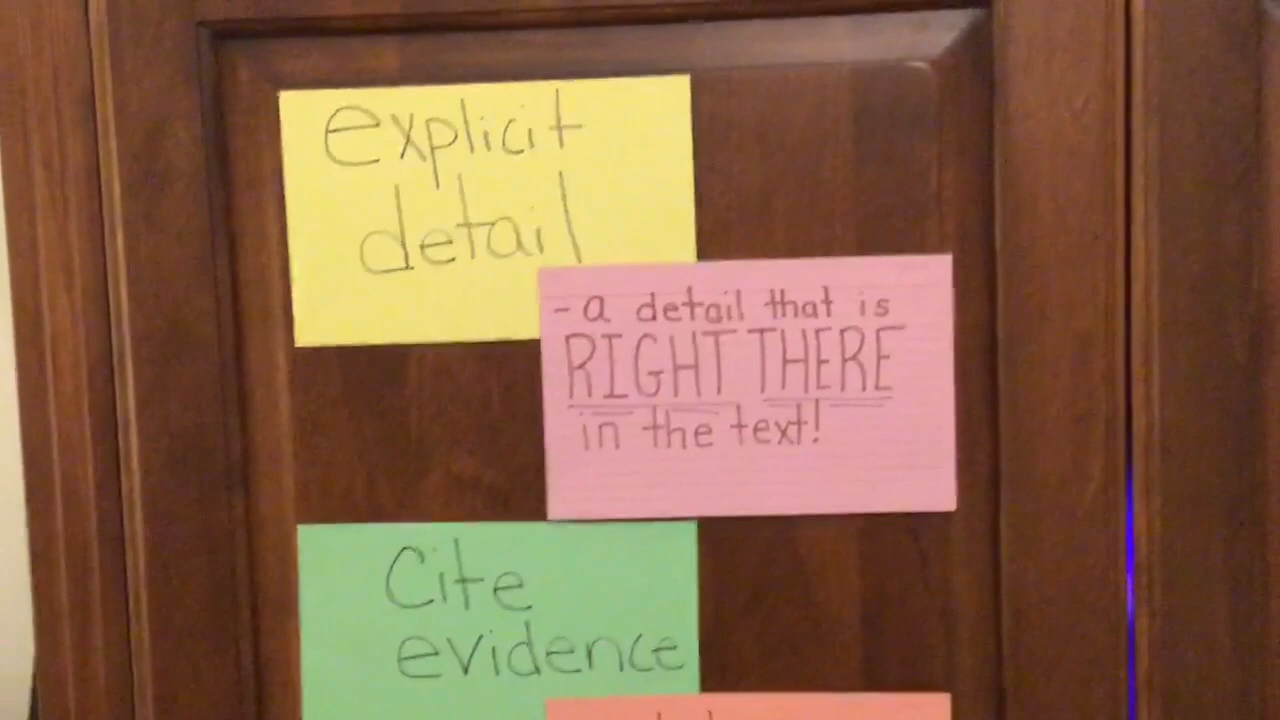 explicit
detail
- a detail that is
RIGHT THERE
in the text!
Cite
evidence